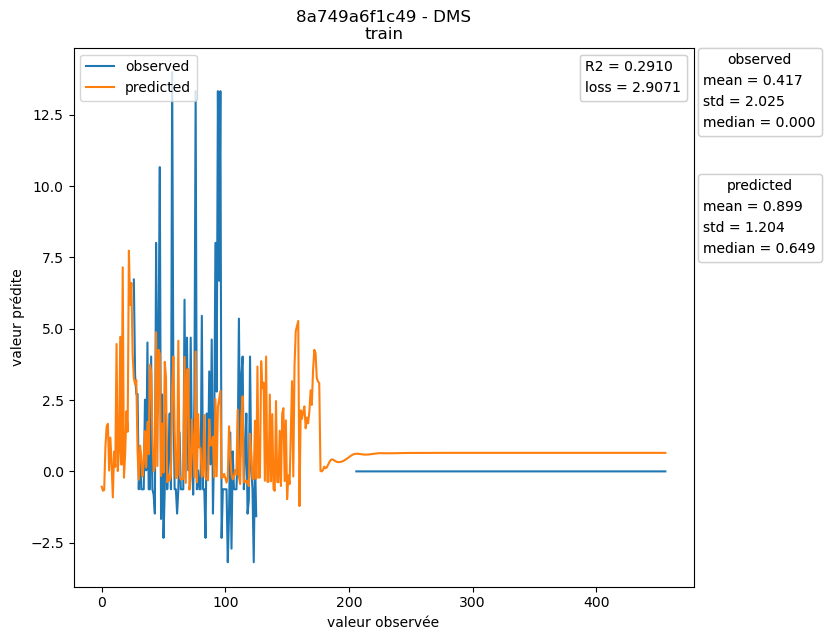 8a749a6f1c49 - DMS
train
observed
predicted
R2 = 0.2910
loss = 2.9071
observed
mean = 0.417
std = 2.025
median = 0.000
predicted
mean = 0.899
std = 1.204
median = 0.649
valeur prédite
12.5
10.0
7.5
5.0
2.5
0.0
−2.5
0
100
200
300
400
valeur observée